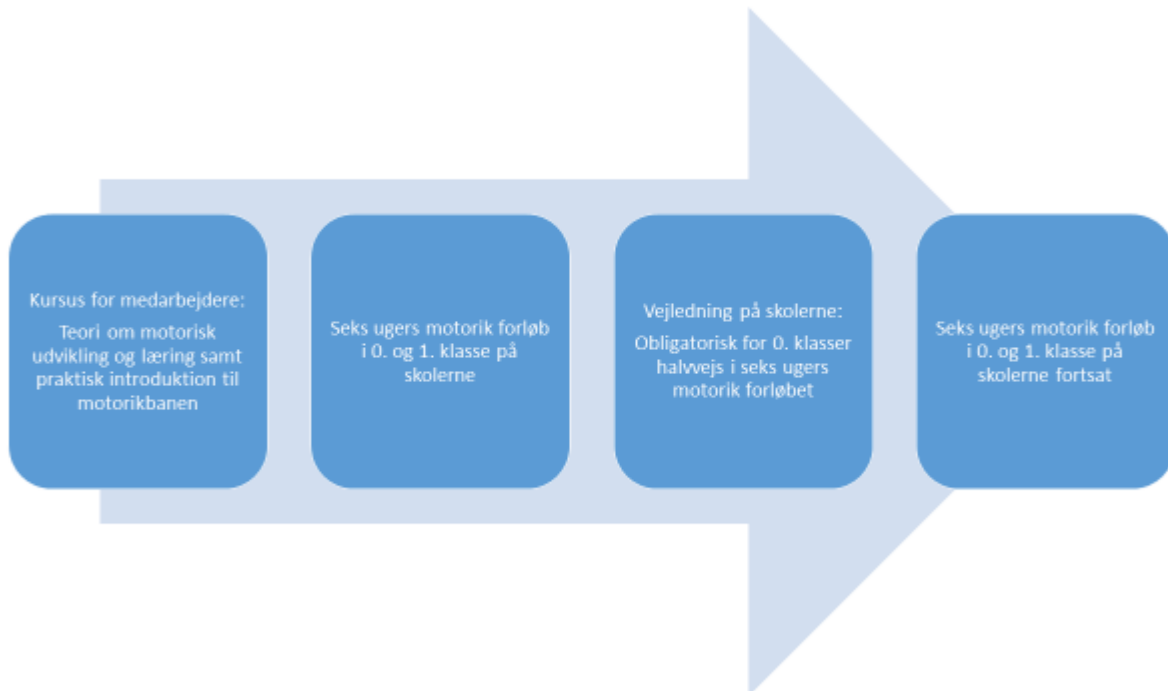 Kursus for medarbejdere:
Teori om motorisk
udvikling og læring samt
praktisk introduktion til
motorikbanen
Seks ugers motorik forløb
i 0. og 1. klasse på
skolerne
Vejledning på skolerne:
Obligatorisk for 0. klasser
halvvejs i seks ugers
motorik forløbet
Seks ugers motorik forløb
i 0. og 1. klasse på
skolerne fortsat